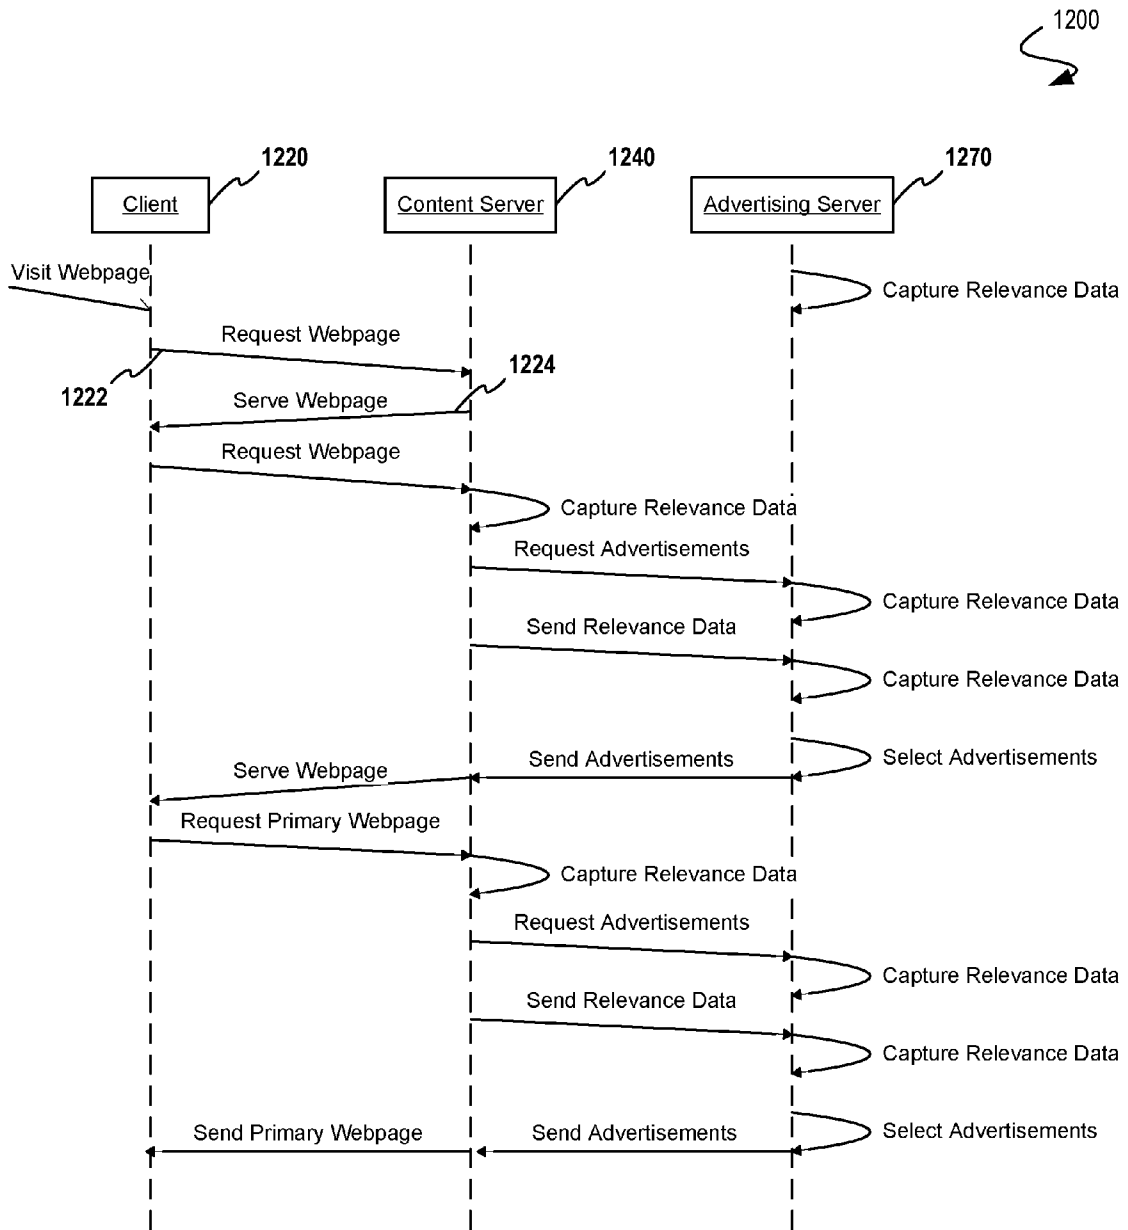 1200
1220
1240
1270
Client
Content Server
Advertising Server
Visit Webpage
Capture Relevance Data
Request Webpage
1222
1224
Serve Webpage
Request Webpage
Capture Relevance Data
Request Advertisements
Capture Relevance Data
Send Relevance Data
Capture Relevance Data
Select Advertisements
Send Advertisements
Serve Webpage
Request Primary Webpage
Capture Relevance Data
Request Advertisements
Capture Relevance Data
Send Relevance Data
Capture Relevance Data
Select Advertisements
Send Primary Webpage
Send Advertisements